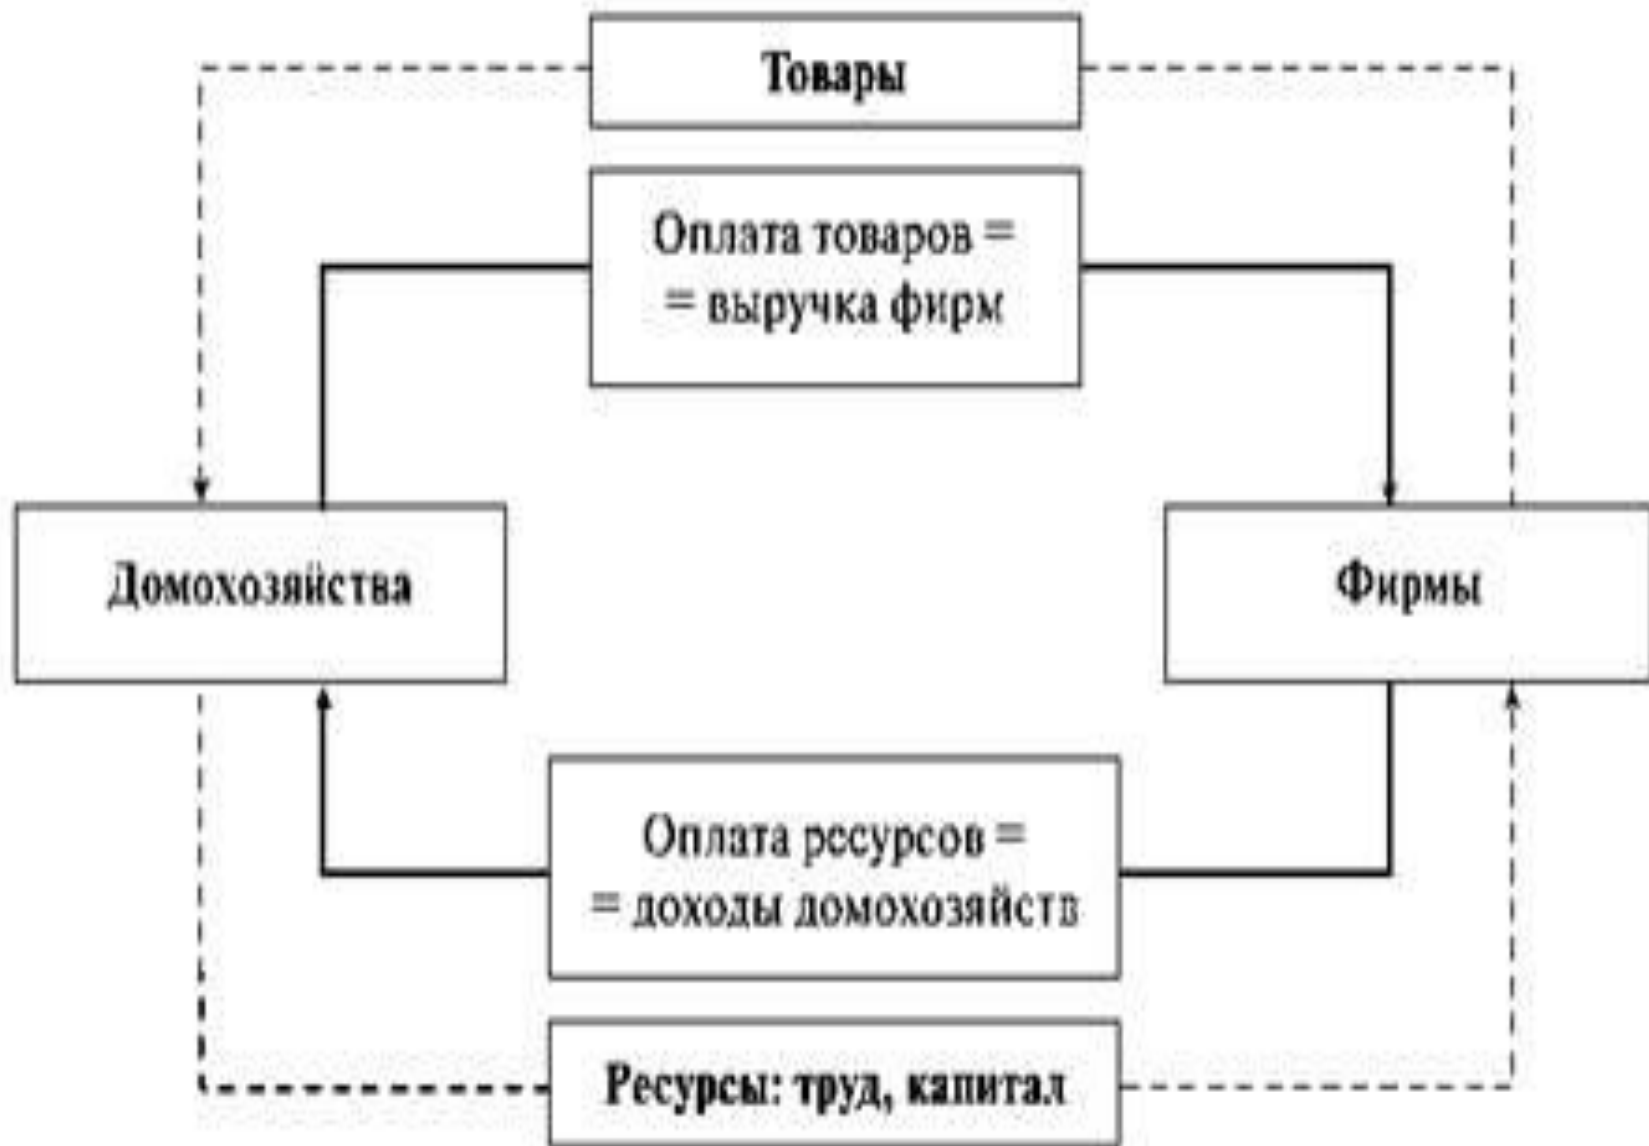 Товары
Оплата товаров =
= выручка фирм
Домохозяйства
Фирмы
Оплата ресурсов =
= доходы домохозяйств
Ресурсы: труд, капитал